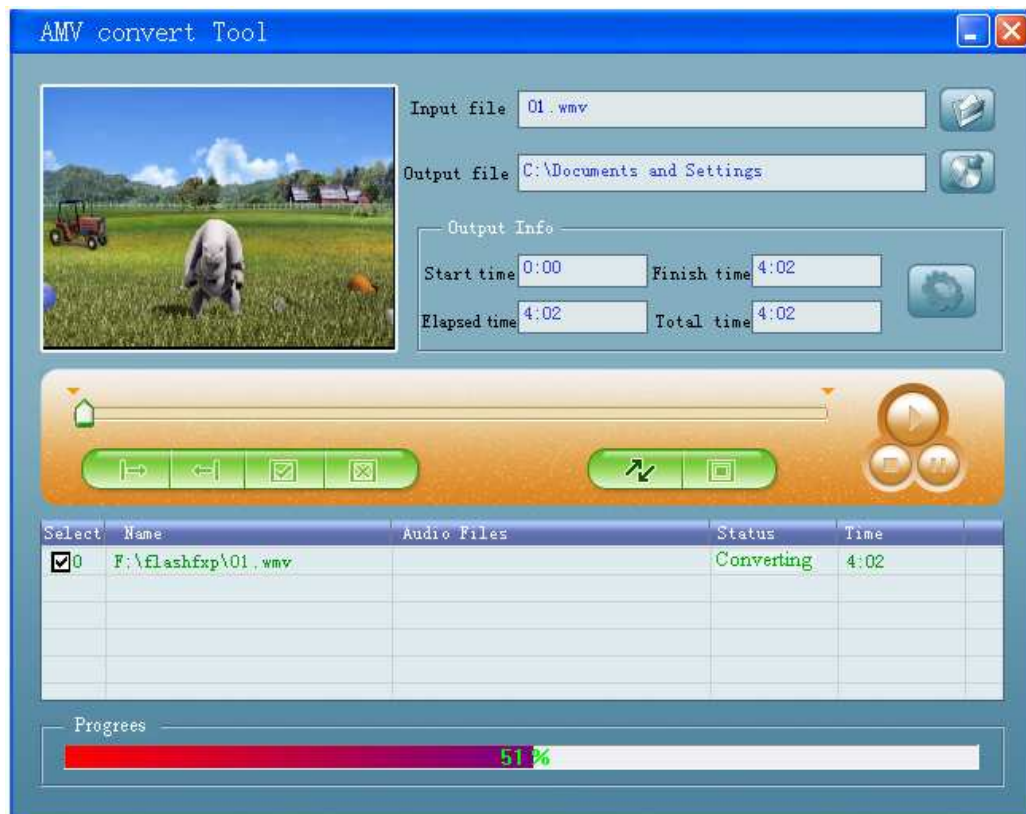 AMV convert Tool
Input file 01.wmv
Output file C:\Documents and Settings
Output Info
Start time 0:00 Finish time 4:02
Elapsed time 4:02 Total time 4:02
Select Name Audio Files Status Time
0 F:\flashfxp\01.wmv Converting 4:02
Progrees
51 %